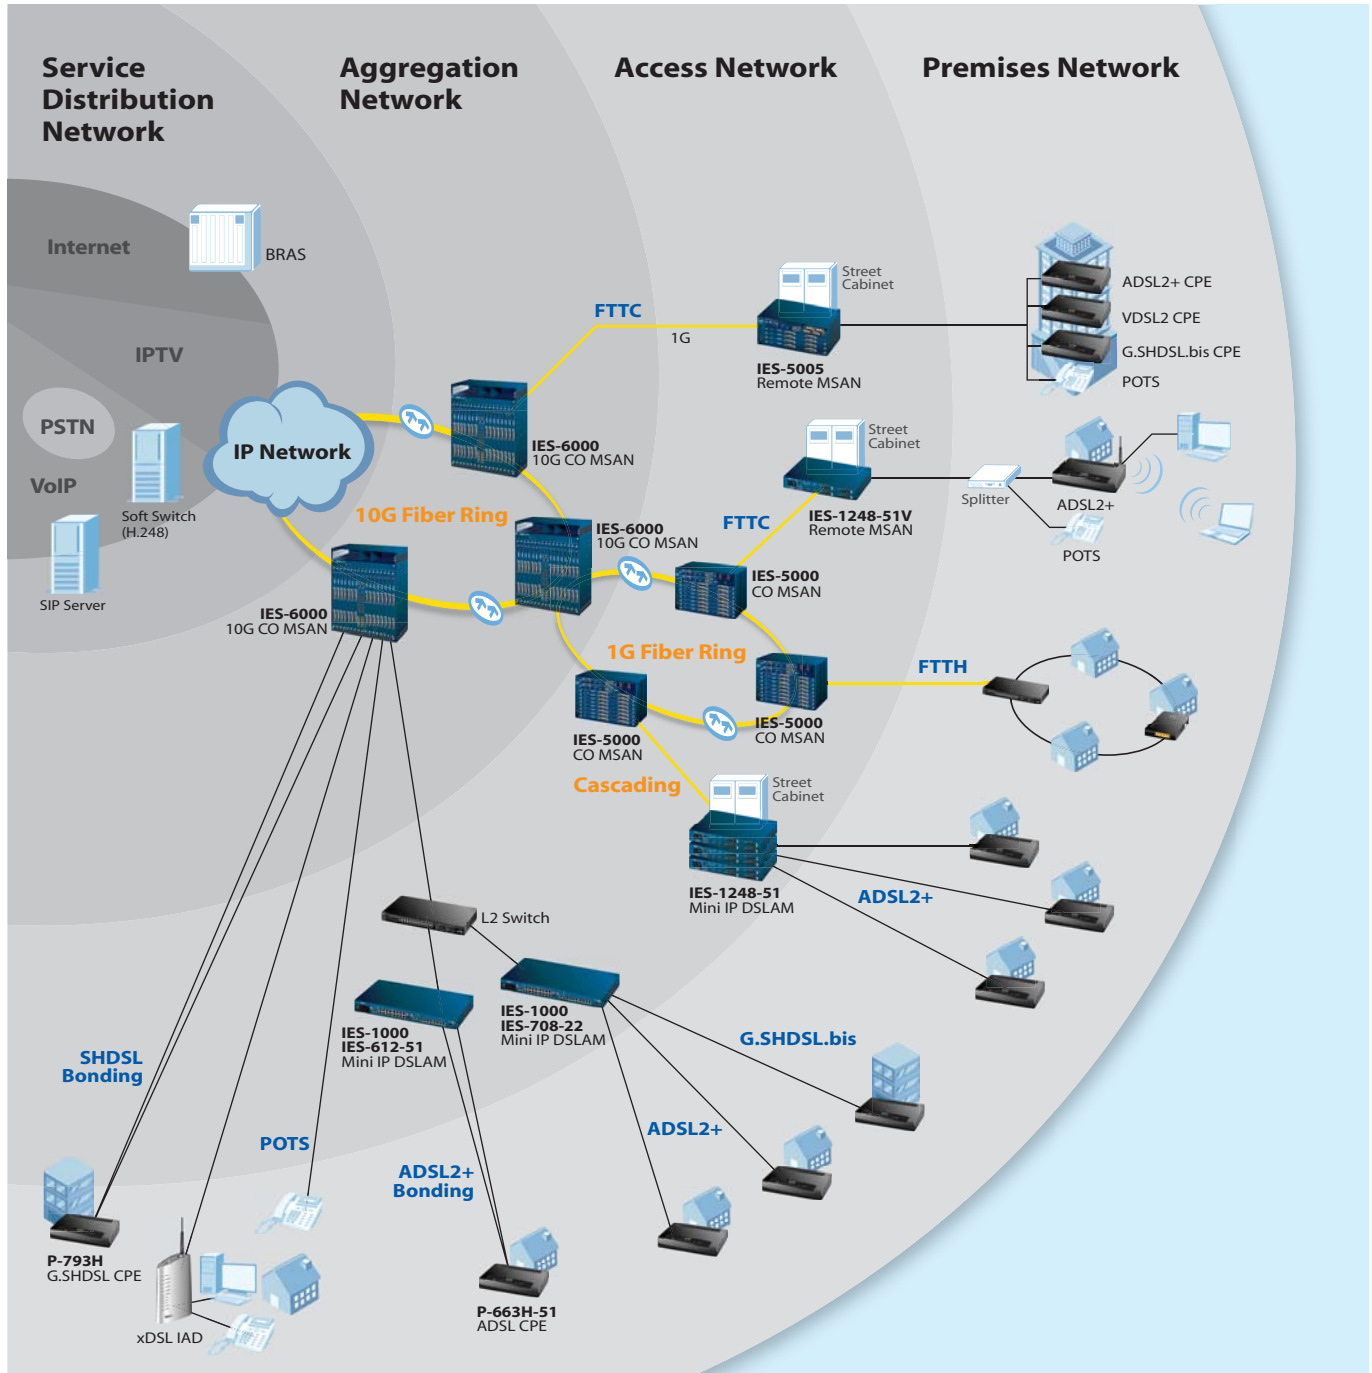 Service
Distribution
Network
Aggregation
Network
Access Network
Premises Network
Internet
BRAS
IPTV
PSTN
VoIP
Soft Switch
(H.248)
SIP Server
IP Network
10G Fiber Ring
IES-6000
10G CO MSAN
IES-6000
10G CO MSAN
IES-6000
10G CO MSAN
FTTC
1G
Street
Cabinet
IES-5005
Remote MSAN
ADSL2+ CPE
VDSL2 CPE
G.SHDSL.bis CPE
POTS
Street
Cabinet
FTTC
IES-1248-51V
Remote MSAN
Splitter
ADSL2+
POTS
IES-5000
CO MSAN
1G Fiber Ring
FTTH
IES-5000
CO MSAN
IES-5000
CO MSAN
Cascading
Street
Cabinet
IES-1248-51
Mini IP DSLAM
ADSL2+
L2 Switch
IES-1000
IES-708-22
Mini IP DSLAM
IES-1000
IES-612-51
Mini IP DSLAM
G.SHDSL.bis
SHDSL
Bonding
POTS
ADSL2+
Bonding
ADSL2+
P-793H
G.SHDSL CPE
xDSL IAD
P-663H-51
ADSL CPE